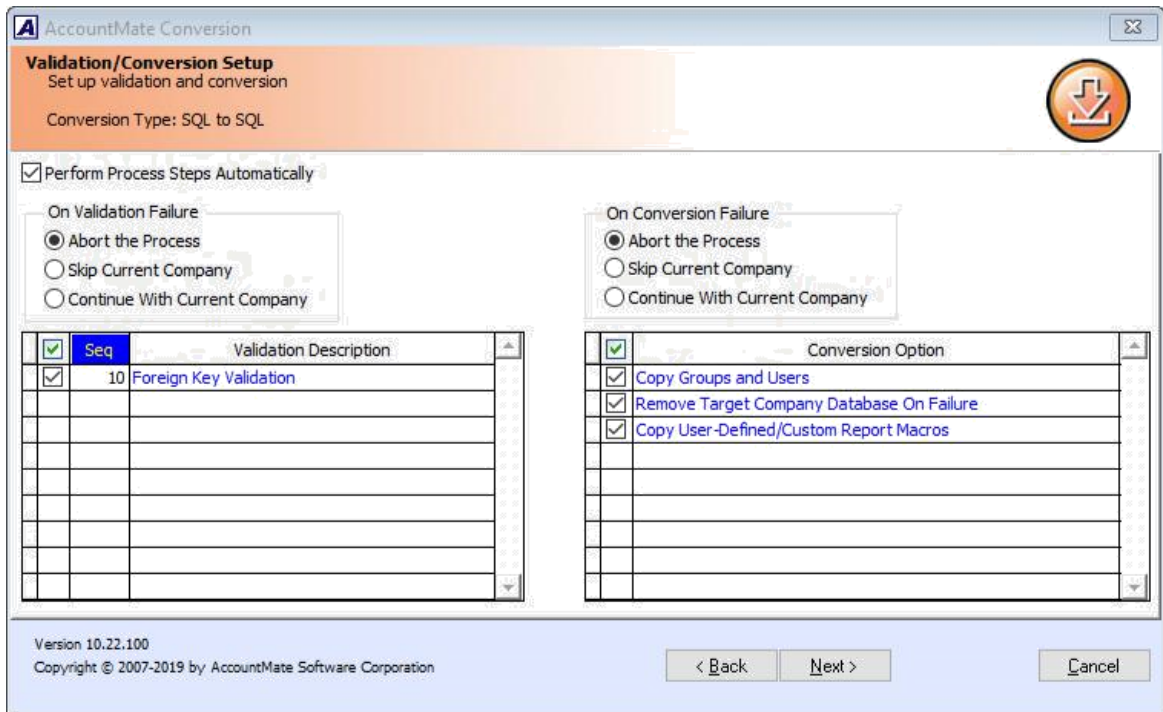 AccountMate Conversion
Validation/Conversion Setup
Set up validation and conversion
Conversion Type: SQL to SQL
Perform Process Steps Automatically
On Validation Failure
Abort the Process
Skip Current Company
Continue With Current Company
On Conversion Failure
Abort the Process
Skip Current Company
Continue With Current Company
Seq Validation Description
10 Foreign Key Validation
Conversion Option
Copy Groups and Users
Remove Target Company Database On Failure
Copy User-Defined/Custom Report Macros
Version 10.22.100
Copyright © 2007-2019 by AccountMate Software Corporation
< Back Next > Cancel